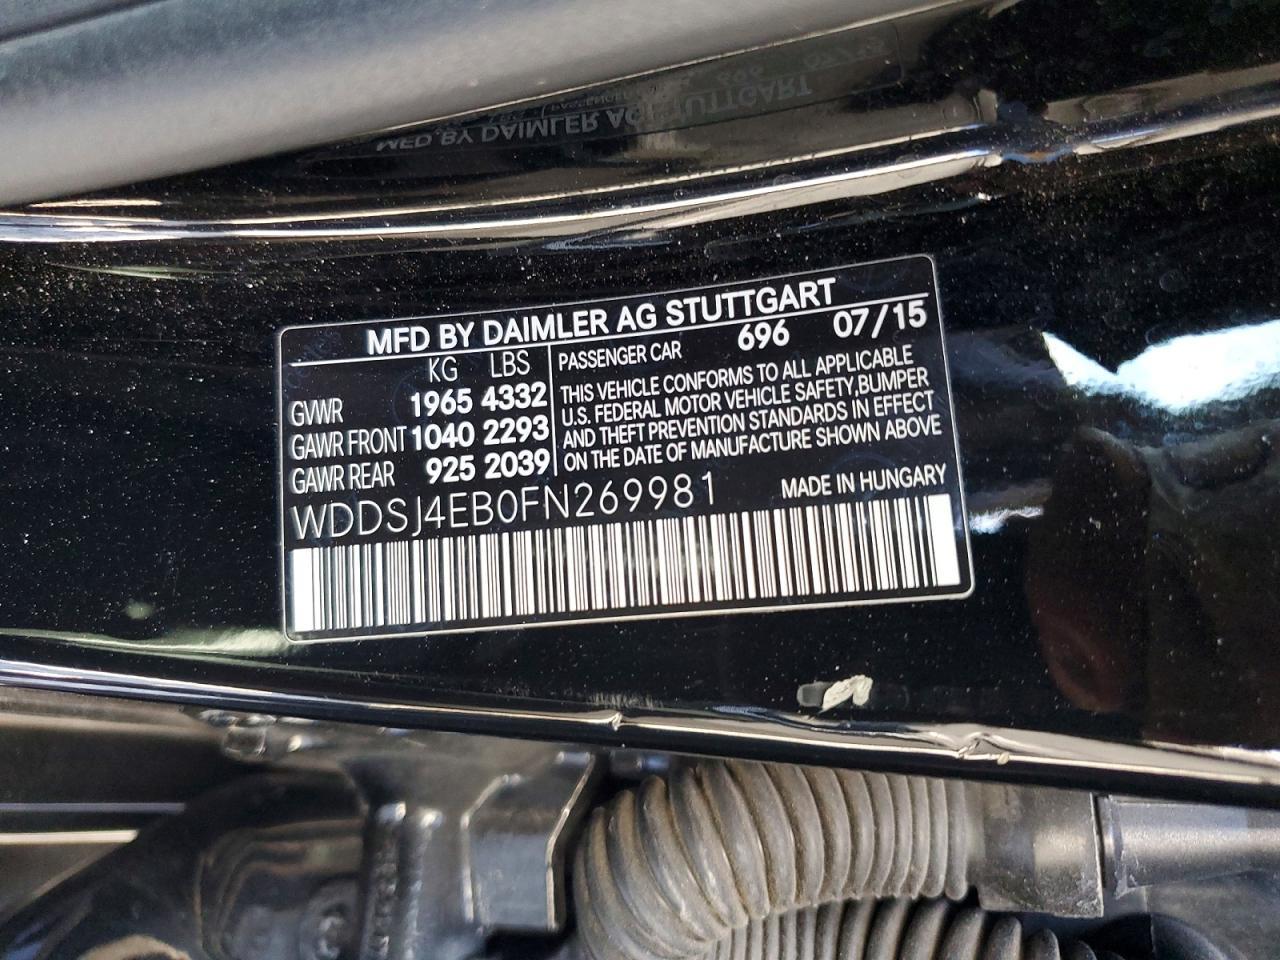 MFD BY DAIMLER AG STUTTGART
KG LBS
GVWR 1965 4332
GAWR FRONT 1040 2293
GAWR REAR 925 2039
PASSENGER CAR 696 07/15
THIS VEHICLE CONFORMS TO ALL APPLICABLE
U.S. FEDERAL MOTOR VEHICLE SAFETY,BUMPER
AND THEFT PREVENTION STANDARDS IN EFFECT
ON THE DATE OF MANUFACTURE SHOWN ABOVE
WDDSJ4EB0FN269981 MADE IN HUNGARY